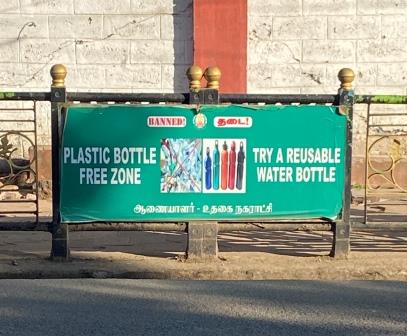 BANNED! தடை!
PLASTIC BOTTLE
FREE ZONE
TRY A REUSABLE
WATER BOTTLE
ஆணையாளர் - உதகை நகராட்சி